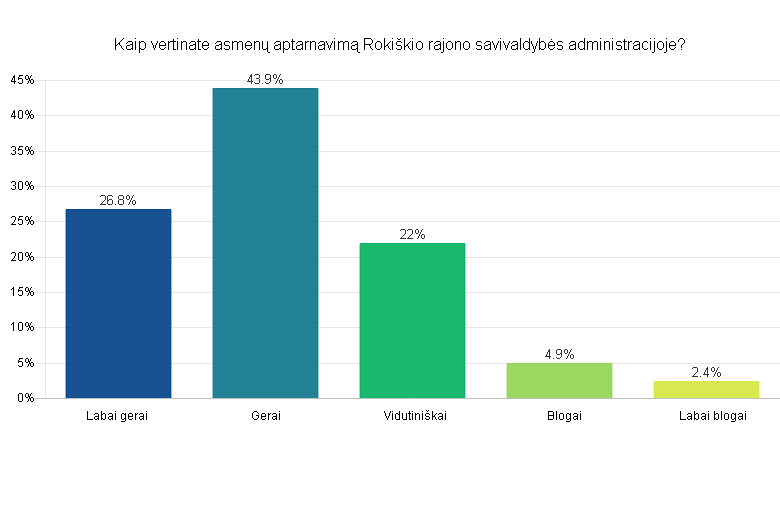 Kaip vertinate asmenų aptarnavimą Rokiškio rajono savivaldybės administracijoje?
45%
40%
35%
30%
25%
20%
15%
10%
5%
0%
26.8%
43.9%
22%
4.9%
2.4%
Labai gerai
Gerai
Vidutiniškai
Blogai
Labai blogai